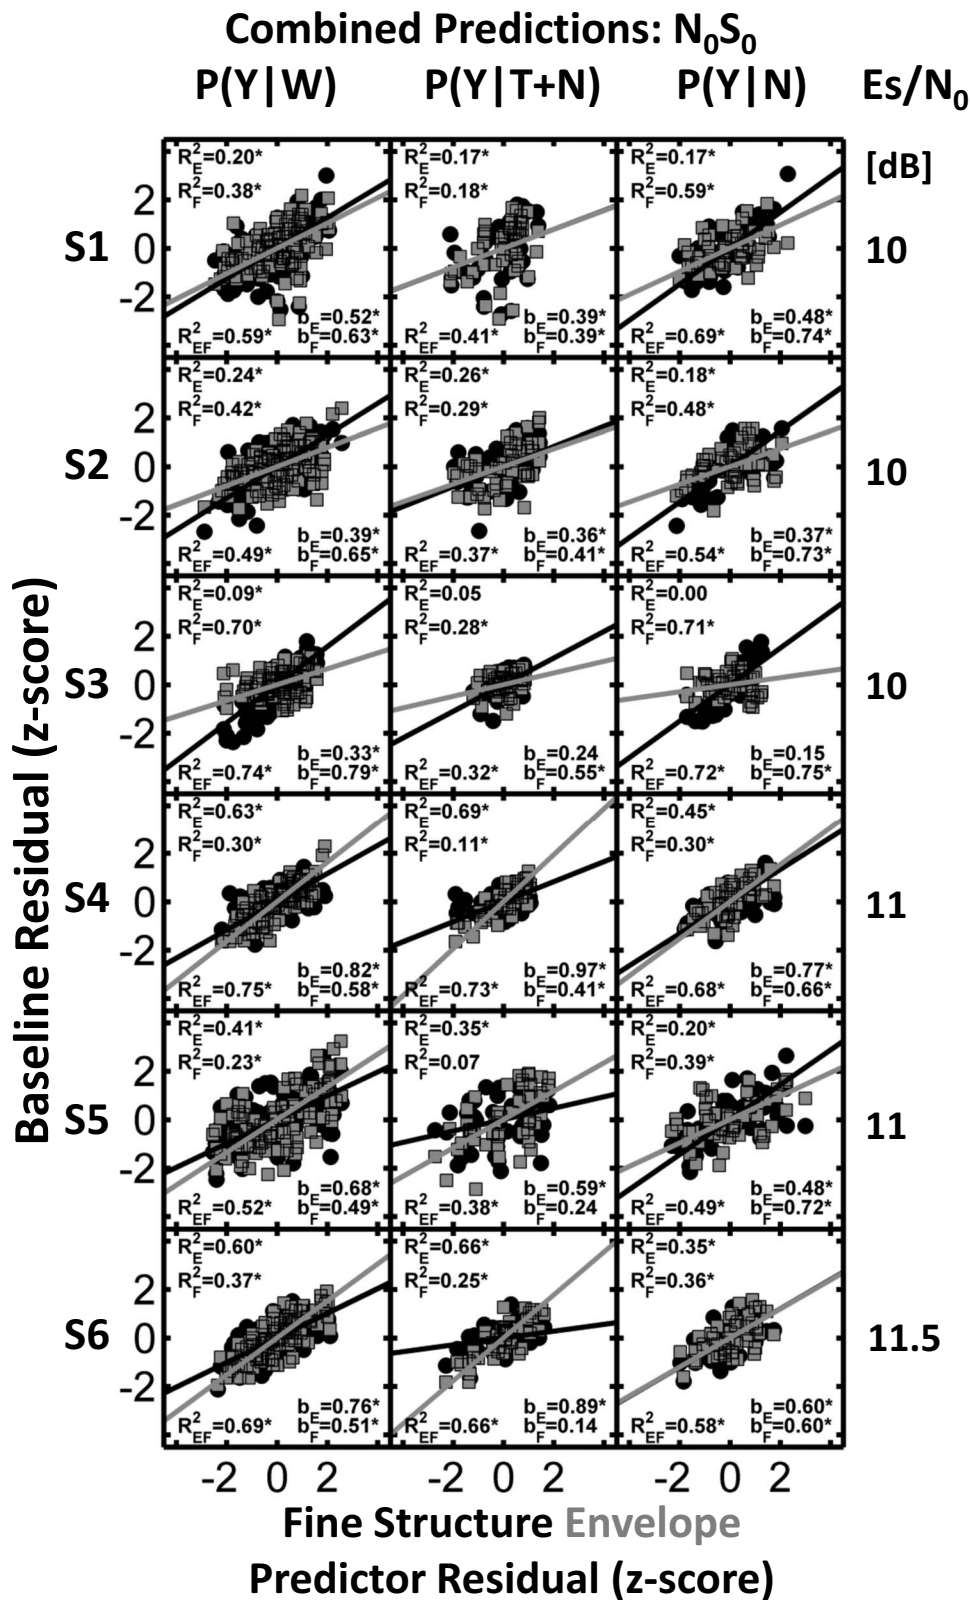 Combined Predictions: N0S0
P(Y|W) P(Y|T+N) P(Y|N) Es/N0
[dB]
Baseline Residual (z-score)
S1
2
0
-2
R2E=0.20*
R2F=0.38*
R2EF=0.59*
bE=0.52*
bF=0.63*
R2E=0.17*
R2F=0.18*
R2EF=0.41*
bE=0.39*
bF=0.39*
R2E=0.17*
R2F=0.59*
R2EF=0.69*
bE=0.48*
bF=0.74*
10
S2
2
0
-2
R2E=0.24*
R2F=0.42*
R2EF=0.49*
bE=0.39*
bF=0.65*
R2E=0.26*
R2F=0.29*
R2EF=0.37*
bE=0.36*
bF=0.41*
R2E=0.18*
R2F=0.48*
R2EF=0.54*
bE=0.37*
bF=0.73*
10
S3
2
0
-2
R2E=0.09*
R2F=0.70*
R2EF=0.74*
bE=0.33*
bF=0.79*
R2E=0.05
R2F=0.28*
R2EF=0.32*
bE=0.24
bF=0.55*
R2E=0.00
R2F=0.71*
R2EF=0.72*
bE=0.15
bF=0.75*
10
S4
2
0
-2
R2E=0.63*
R2F=0.30*
R2EF=0.75*
bE=0.82*
bF=0.58*
R2E=0.69*
R2F=0.11*
R2EF=0.73*
bE=0.97*
bF=0.41*
R2E=0.45*
R2F=0.30*
R2EF=0.68*
bE=0.77*
bF=0.66*
11
S5
2
0
-2
R2E=0.41*
R2F=0.23*
R2EF=0.52*
bE=0.68*
bF=0.49*
R2E=0.35*
R2F=0.07
R2EF=0.38*
bE=0.59*
bF=0.24
R2E=0.20*
R2F=0.39*
R2EF=0.49*
bE=0.48*
bF=0.72*
11
S6
2
0
-2
R2E=0.60*
R2F=0.37*
R2EF=0.69*
bE=0.76*
bF=0.51*
R2E=0.66*
R2F=0.25*
R2EF=0.66*
bE=0.89*
bF=0.14
R2E=0.35*
R2F=0.36*
R2EF=0.58*
bE=0.60*
bF=0.60*
11.5
-2 0 2 -2 0 2 -2 0 2
Fine Structure Envelope
Predictor Residual (z-score)